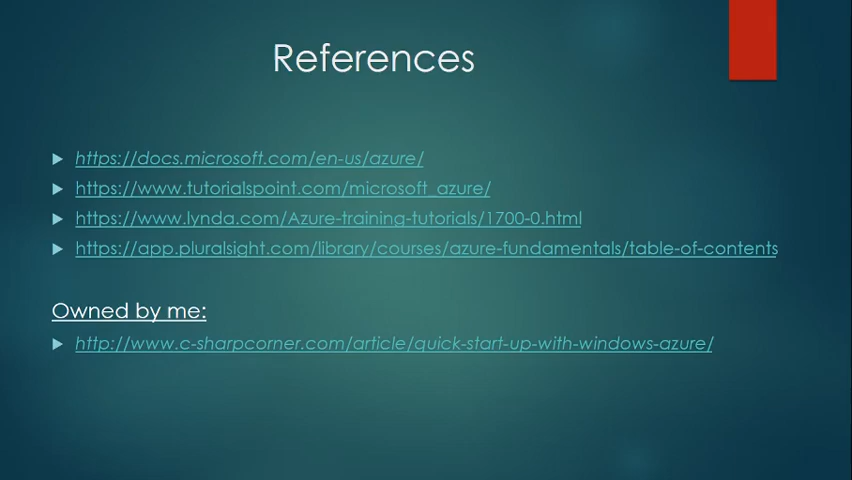 References
https://docs.microsoft.com/en-us/azure/
https://www.tutorialspoint.com/microsoft_azure/
https://www.lynda.com/Azure-training-tutorials/1700-0.html
https://app.pluralsight.com/library/courses/azure-fundamentals/table-of-contents
Owned by me:
http://www.c-sharpcorner.com/article/quick-start-up-with-windows-azure/